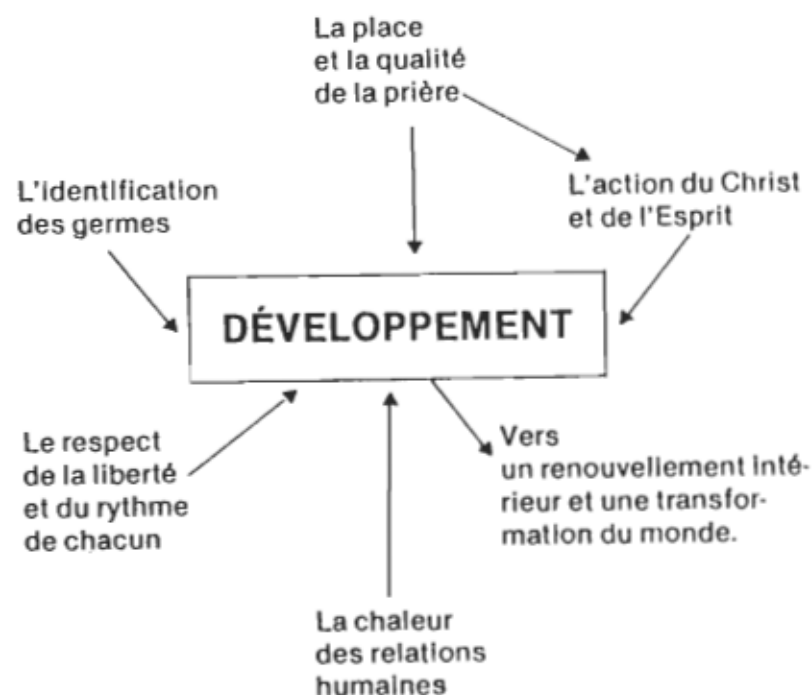 La place
et la qualité
de la prière
L'identification
des germes
L'action du Christ
et de l'Esprit
DÉVELOPPEMENT
Le respect
de la liberté
et du rythme
de chacun
Vers
un renouvellement inté-
rieur et une transfor-
mation du monde.
La chaleur
des relations
humaines